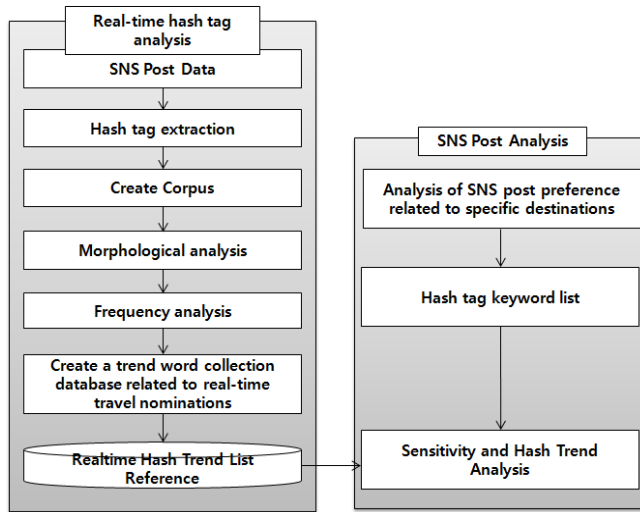 Real-time hash tag
analysis
SNS Post Data
Hash tag extraction
Create Corpus
Morphological analysis
Frequency analysis
Create a trend word collection
database related to real-time
travel nominations
Realtime Hash Trend List
Reference
SNS Post Analysis
Analysis of SNS post preference
related to specific destinations
Hash tag keyword list
Sensitivity and Hash Trend
Analysis